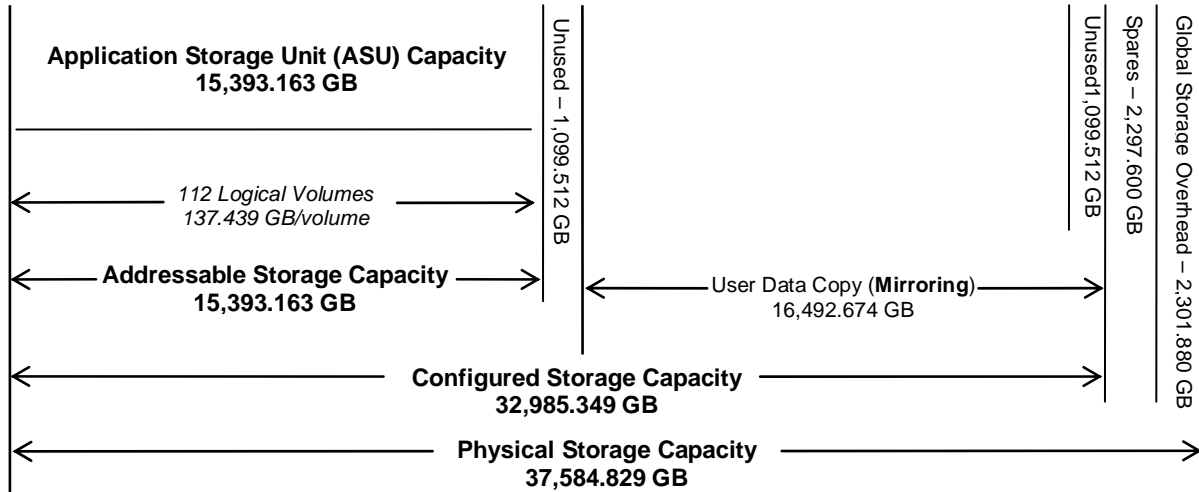 Application Storage Unit (ASU) Capacity
15,393.163 GB
112 Logical Volumes
137.439 GB/volume
Addressable Storage Capacity
15,393.163 GB
Unused – 1,099.512 GB
User Data Copy (Mirroring)
16,492.674 GB
Unused1,099.512 GB
Spares – 2,297.600 GB
Global Storage Overhead – 2,301.880 GB
Configured Storage Capacity
32,985.349 GB
Physical Storage Capacity
37,584.829 GB